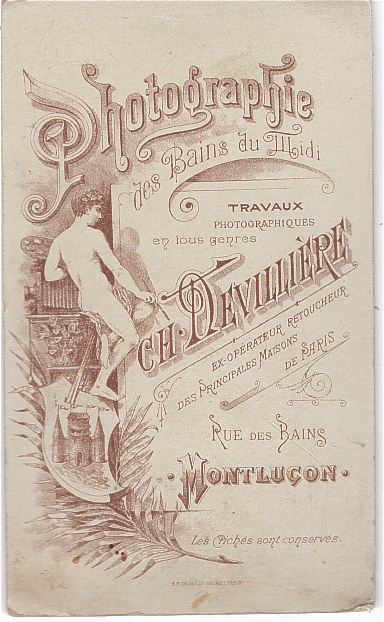 Photographie
des Bains du Midi
TRAVAUX
PHOTOGRAPHIQUES
en tous genres
CH. DEVILLIÈRE
EX-OPÉRATEUR RETOUCHEUR
DES PRINCIPALES MAISONS
DE PARIS
RUE DES BAINS
· MONTLUÇON ·
Les Clichés sont conservés.